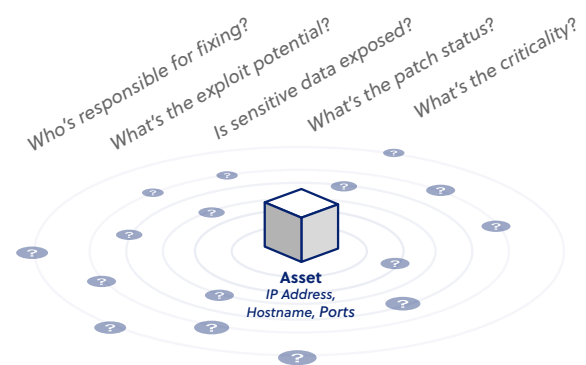 Who's responsible for fixing?
What's the exploit potential?
Is sensitive data exposed?
What's the patch status?
What's the criticality?
?
?
?
?
?
?
?
?
?
?
?
?
Asset
IP Address,
Hostname, Ports
?
?
?
?